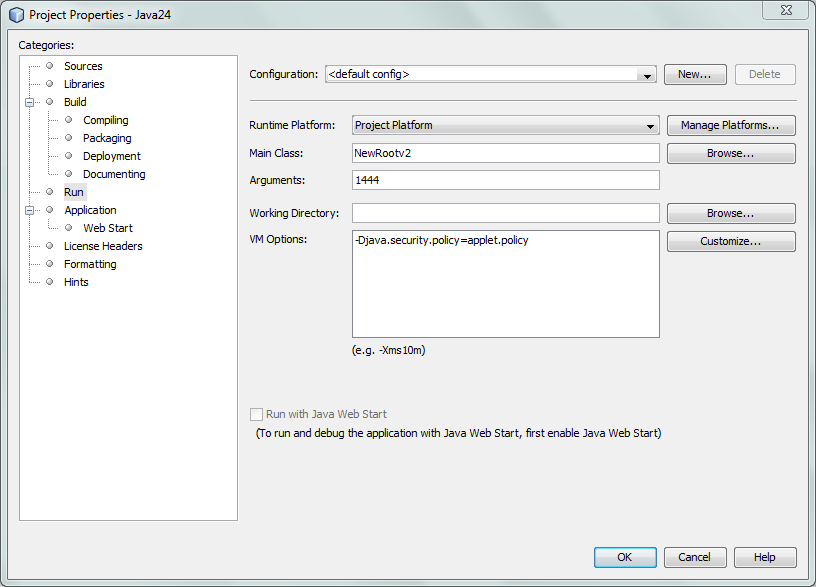 Project Properties - Java24
Categories:
Sources
Libraries
Build
Compiling
Packaging
Deployment
Documenting
Run
Application
Web Start
License Headers
Formatting
Hints
Configuration: <default config> New... Delete
Runtime Platform: Project Platform Manage Platforms...
Main Class: NewRootv2 Browse...
Arguments: 1444
Working Directory: Browse...
VM Options: -Djava.security.policy=applet.policy Customize...
(e.g. -Xms10m)
Run with Java Web Start
(To run and debug the application with Java Web Start, first enable Java Web Start)
OK Cancel Help